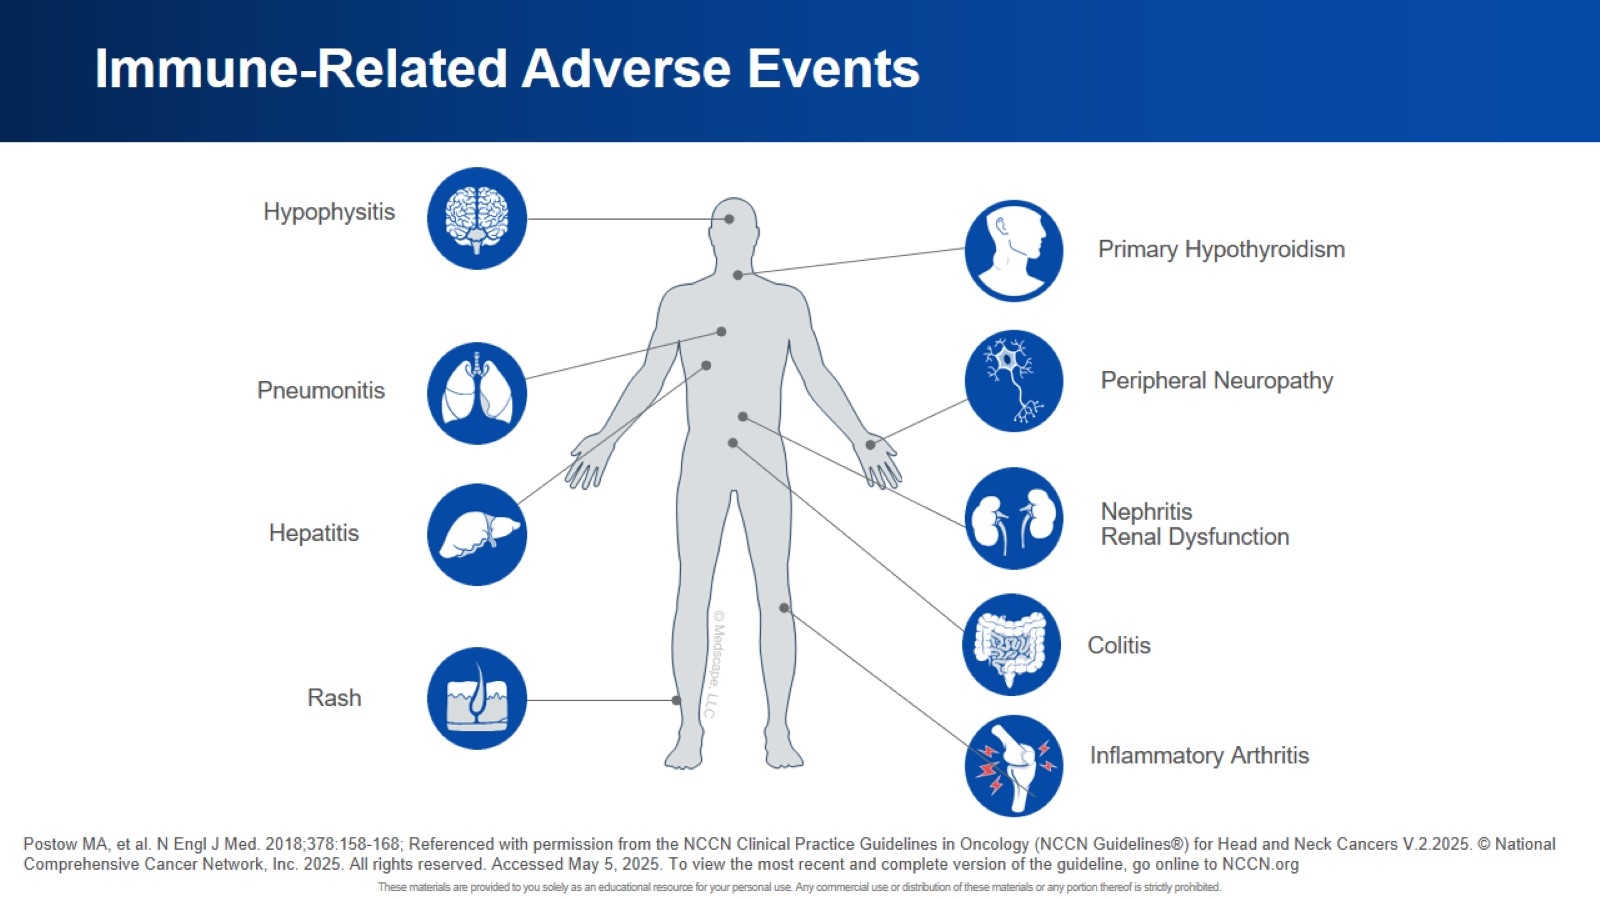 Immune-Related Adverse Events
Hypophysitis
Pneumonitis
Hepatitis
Rash
Primary Hypothyroidism
Peripheral Neuropathy
Nephritis
Renal Dysfunction
Colitis
Inflammatory Arthritis
© Medscape, LLC
Postow MA, et al. N Engl J Med. 2018;378:158-168; Referenced with permission from the NCCN Clinical Practice Guidelines in Oncology (NCCN Guidelines®) for Head and Neck Cancers V.2.2025. © National
Comprehensive Cancer Network, Inc. 2025. All rights reserved. Accessed May 5, 2025. To view the most recent and complete version of the guideline, go online to NCCN.org
These materials are provided to you solely as an educational resource for your personal use. Any commercial use or distribution of these materials or any portion thereof is strictly prohibited.